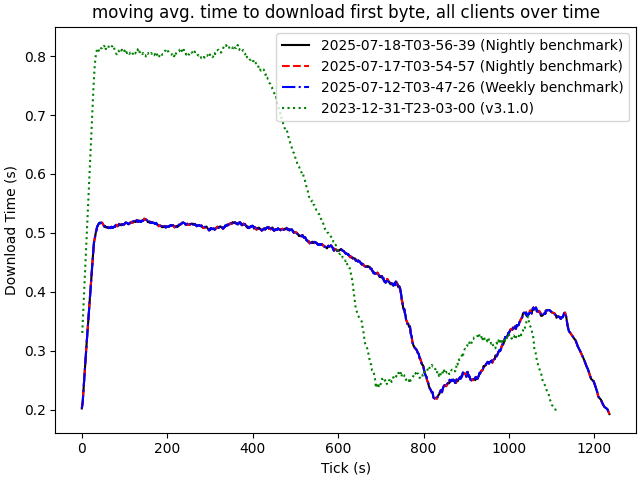 moving avg. time to download first byte, all clients over time
2025-07-18-T03-56-39 (Nightly benchmark)
2025-07-17-T03-54-57 (Nightly benchmark)
2025-07-12-T03-47-26 (Weekly benchmark)
2023-12-31-T23-03-00 (v3.1.0)
Download Time (s)
0.8
0.7
0.6
0.5
0.4
0.3
0.2
0 200 400 600 800 1000 1200
Tick (s)